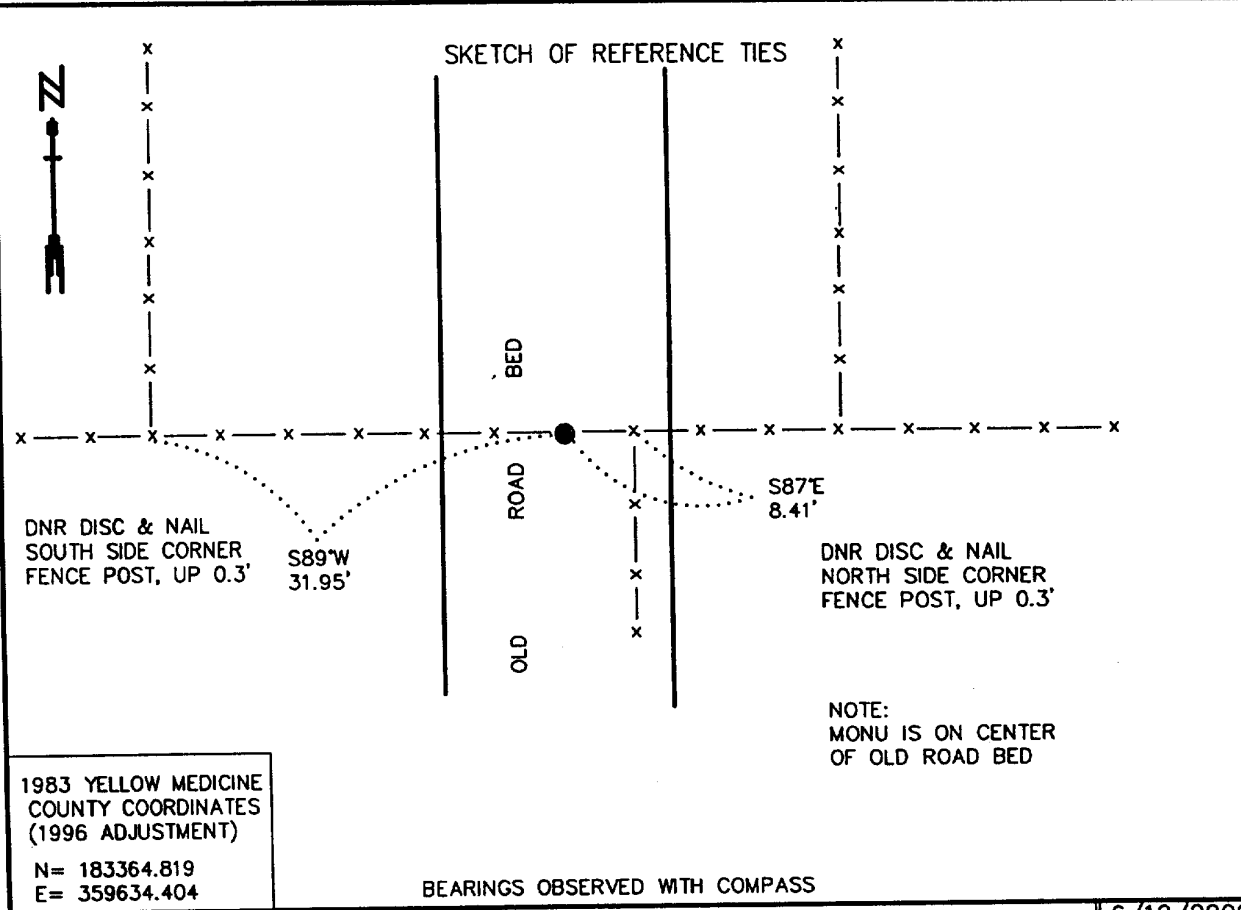 SKETCH OF REFERENCE TIES
N
BED
ROAD
OLD
S87°E
8.41'
DNR DISC & NAIL
SOUTH SIDE CORNER
FENCE POST, UP 0.3'
S89°W
31.95'
DNR DISC & NAIL
NORTH SIDE CORNER
FENCE POST, UP 0.3'
NOTE:
MONU IS ON CENTER
OF OLD ROAD BED
1983 YELLOW MEDICINE
COUNTY COORDINATES
(1996 ADJUSTMENT)
N= 183364.819
E= 359634.404
BEARINGS OBSERVED WITH COMPASS